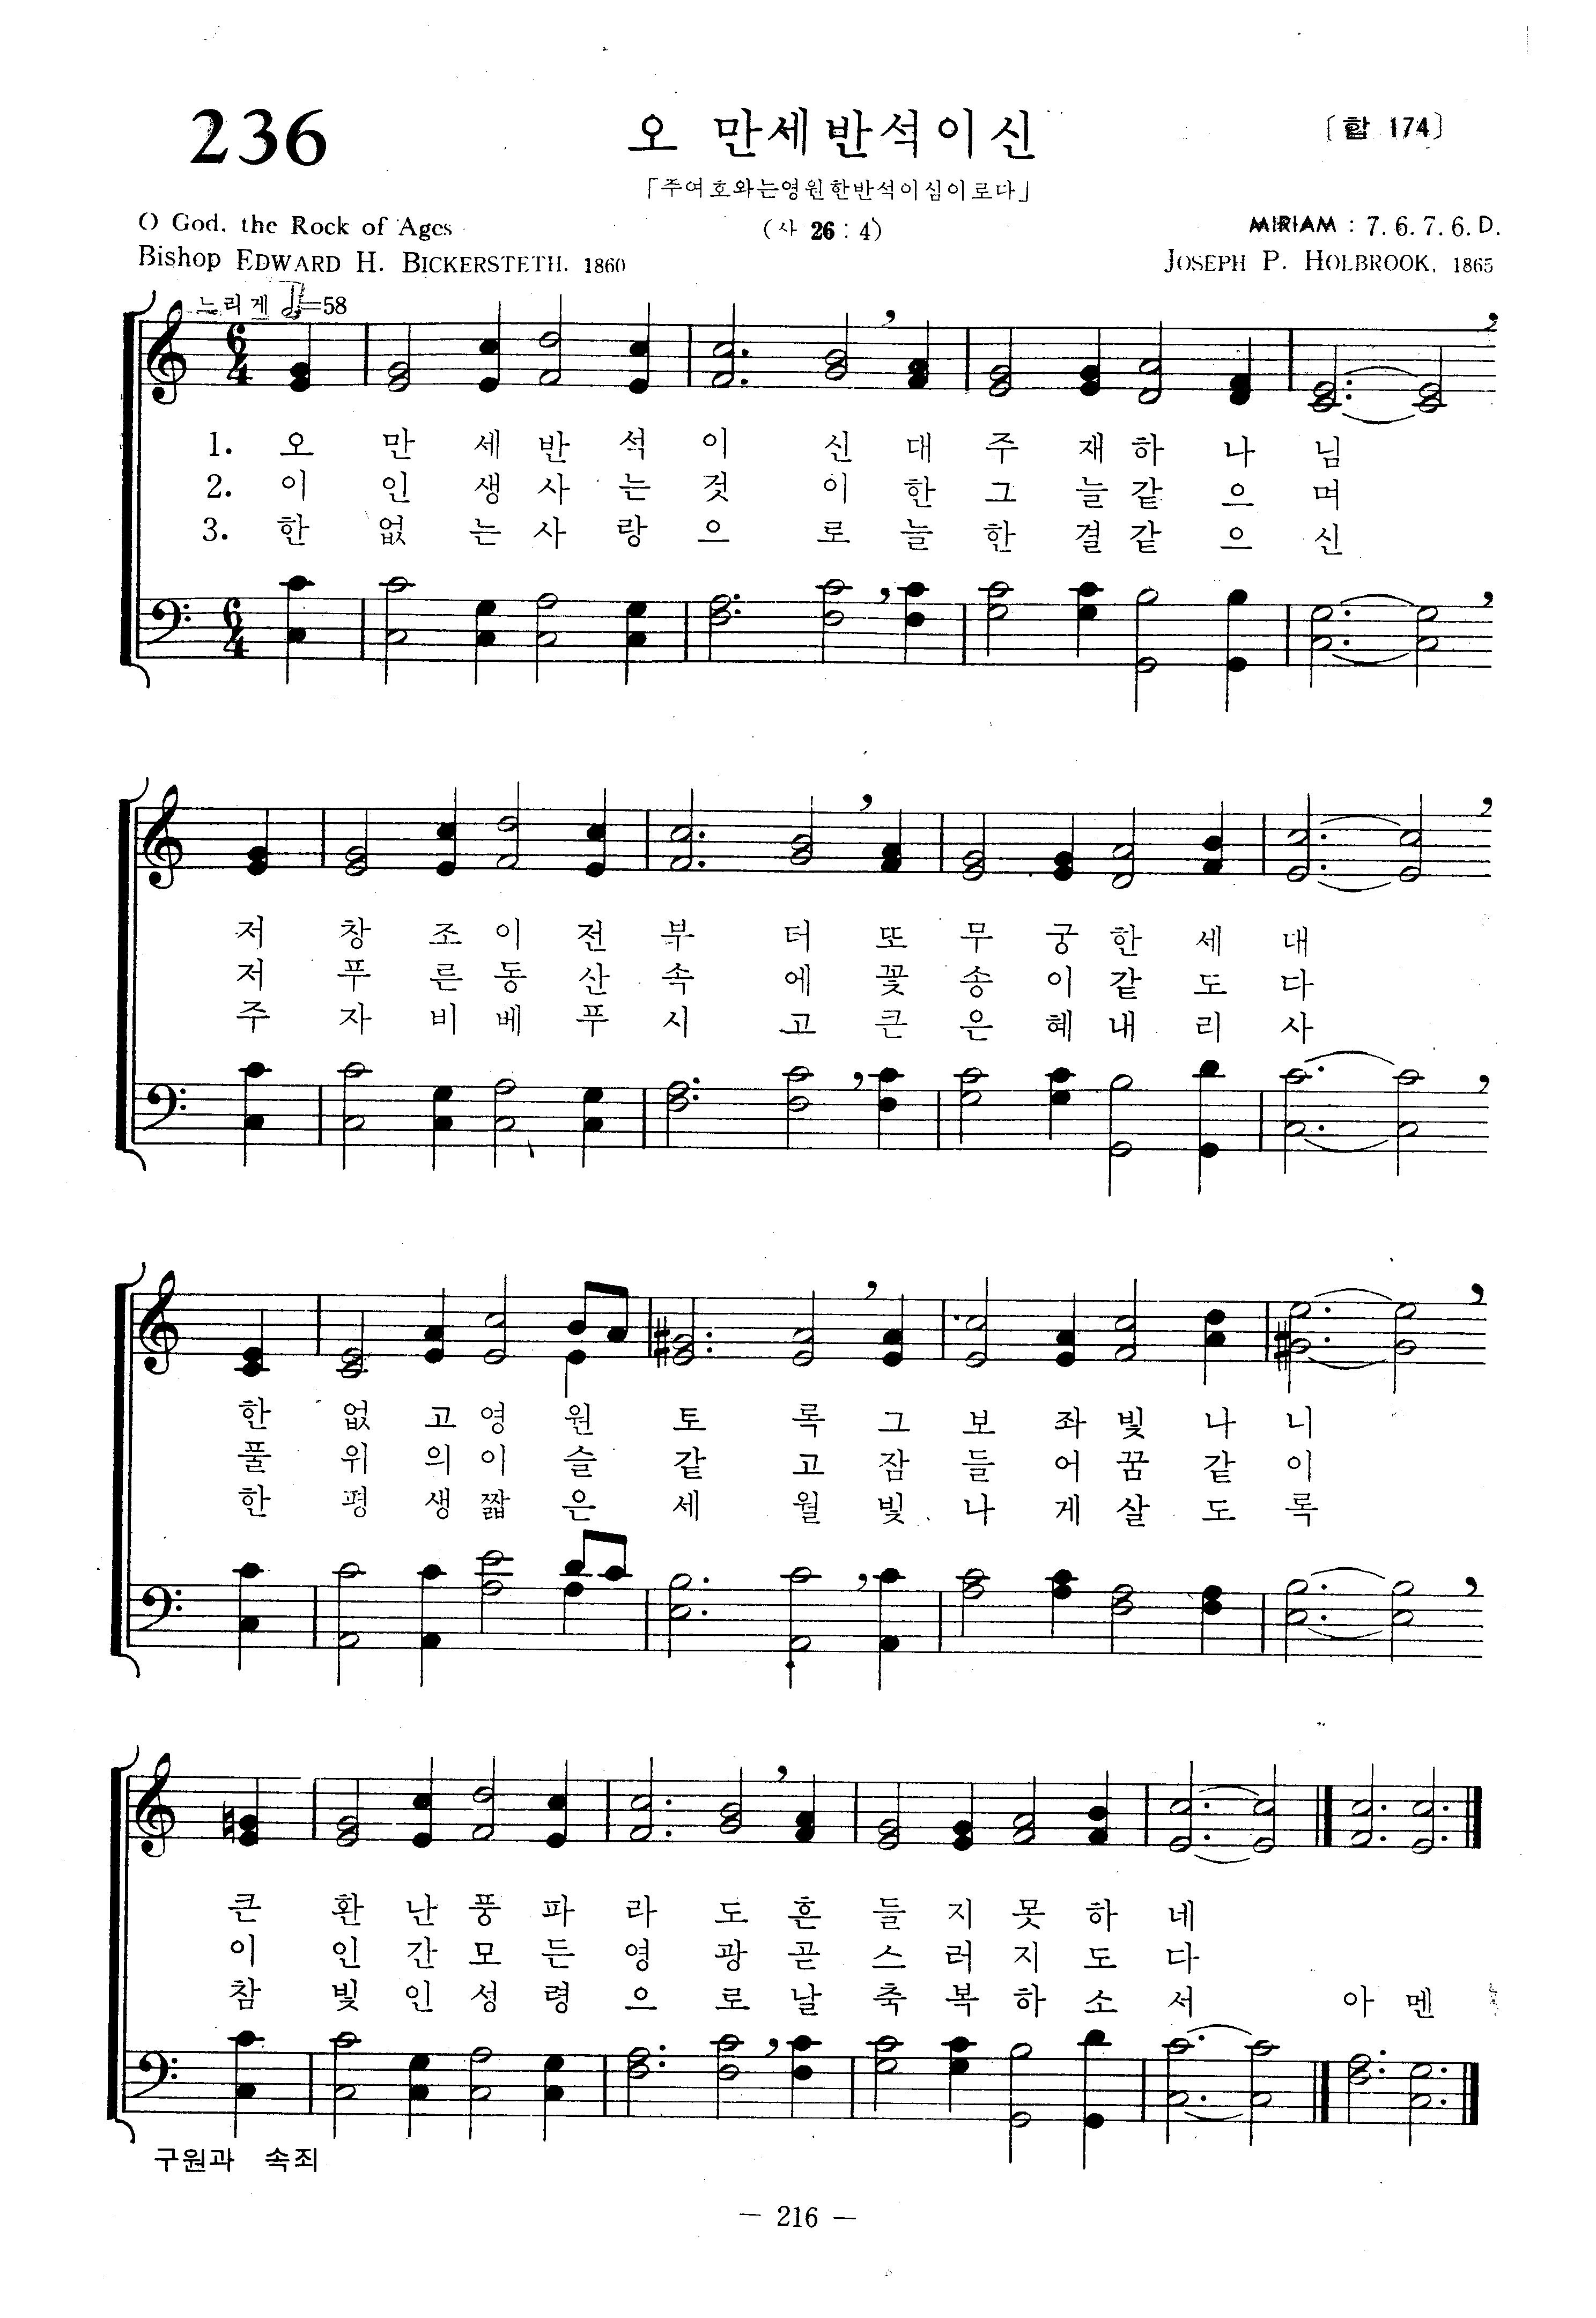 236
오 만세반석이신
〔합 174〕
「주여호와는영원한반석이심이로다」
O God, the Rock of Ages
(사 26 : 4)
MIRIAM : 7. 6. 7. 6. D.
Bishop EDWARD H. BICKERSTETH. 1860
JOSEPH P. HOLBROOK, 1865
느리게 =58
1. 오 만 세 반 석 이 신 대 주 재 하 나 님
2. 이 인 생 사 는 것 이 한 그 늘 같 으 며
3. 한 없 는 사 랑 으 로 늘 한 결 같 으 신
저 창 조 이 전 부 터 또 무 궁 한 세 대
저 푸 른 동 산 속 에 꽃 송 이 같 도 다
주 자 비 베 푸 시 고 큰 은 혜 내 리 사
한 없 고 영 원 토 록 그 보 좌 빛 나 니
풀 위 의 이 슬 같 고 잠 들 어 꿈 같 이
한 평 생 짧 은 세 월 빛 나 게 살 도 록
큰 환 난 풍 파 라 도 흔 들 지 못 하 네
이 인 간 모 든 영 광 곧 스 러 지 도 다
참 빛 인 성 령 으 로 날 축 복 하 소 서 아 멘
구원과 속죄
— 216 —